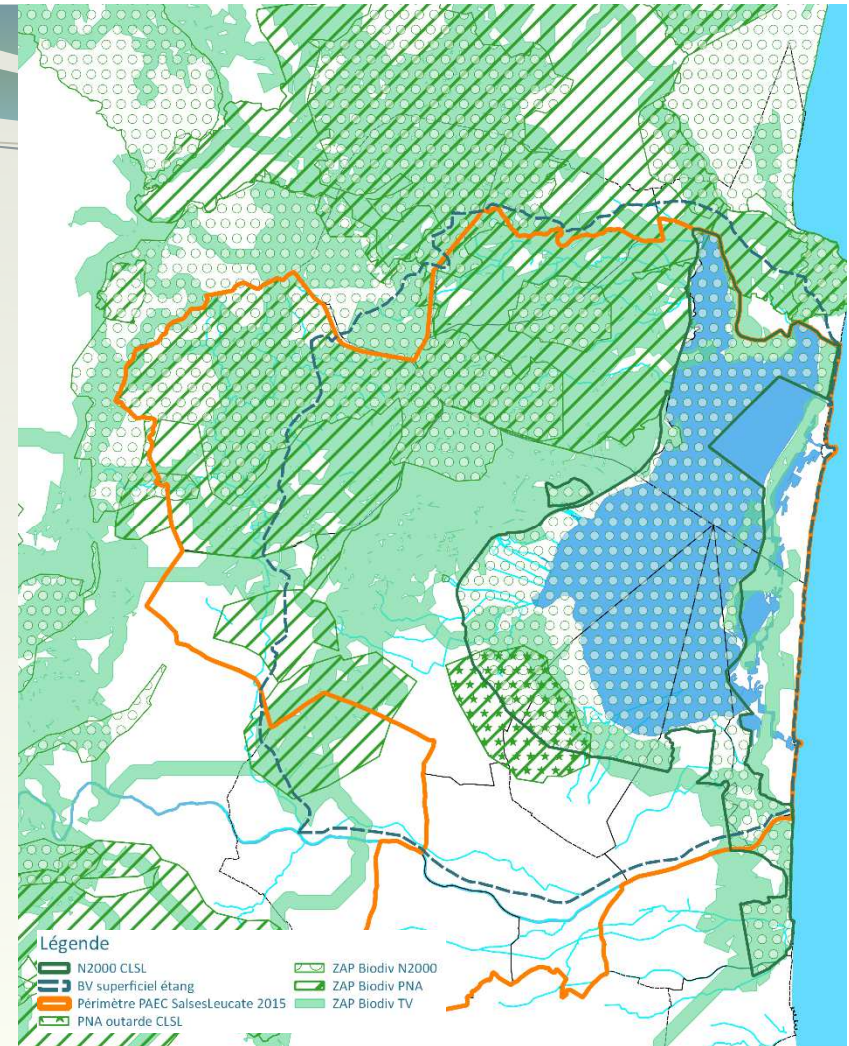 Légende
N2000 CLSL
BV superficiel étang
Périmètre PAEC SalsesLeucate 2015
PNA outarde CLSL
ZAP Biodiv N2000
ZAP Biodiv PNA
ZAP Biodiv TV